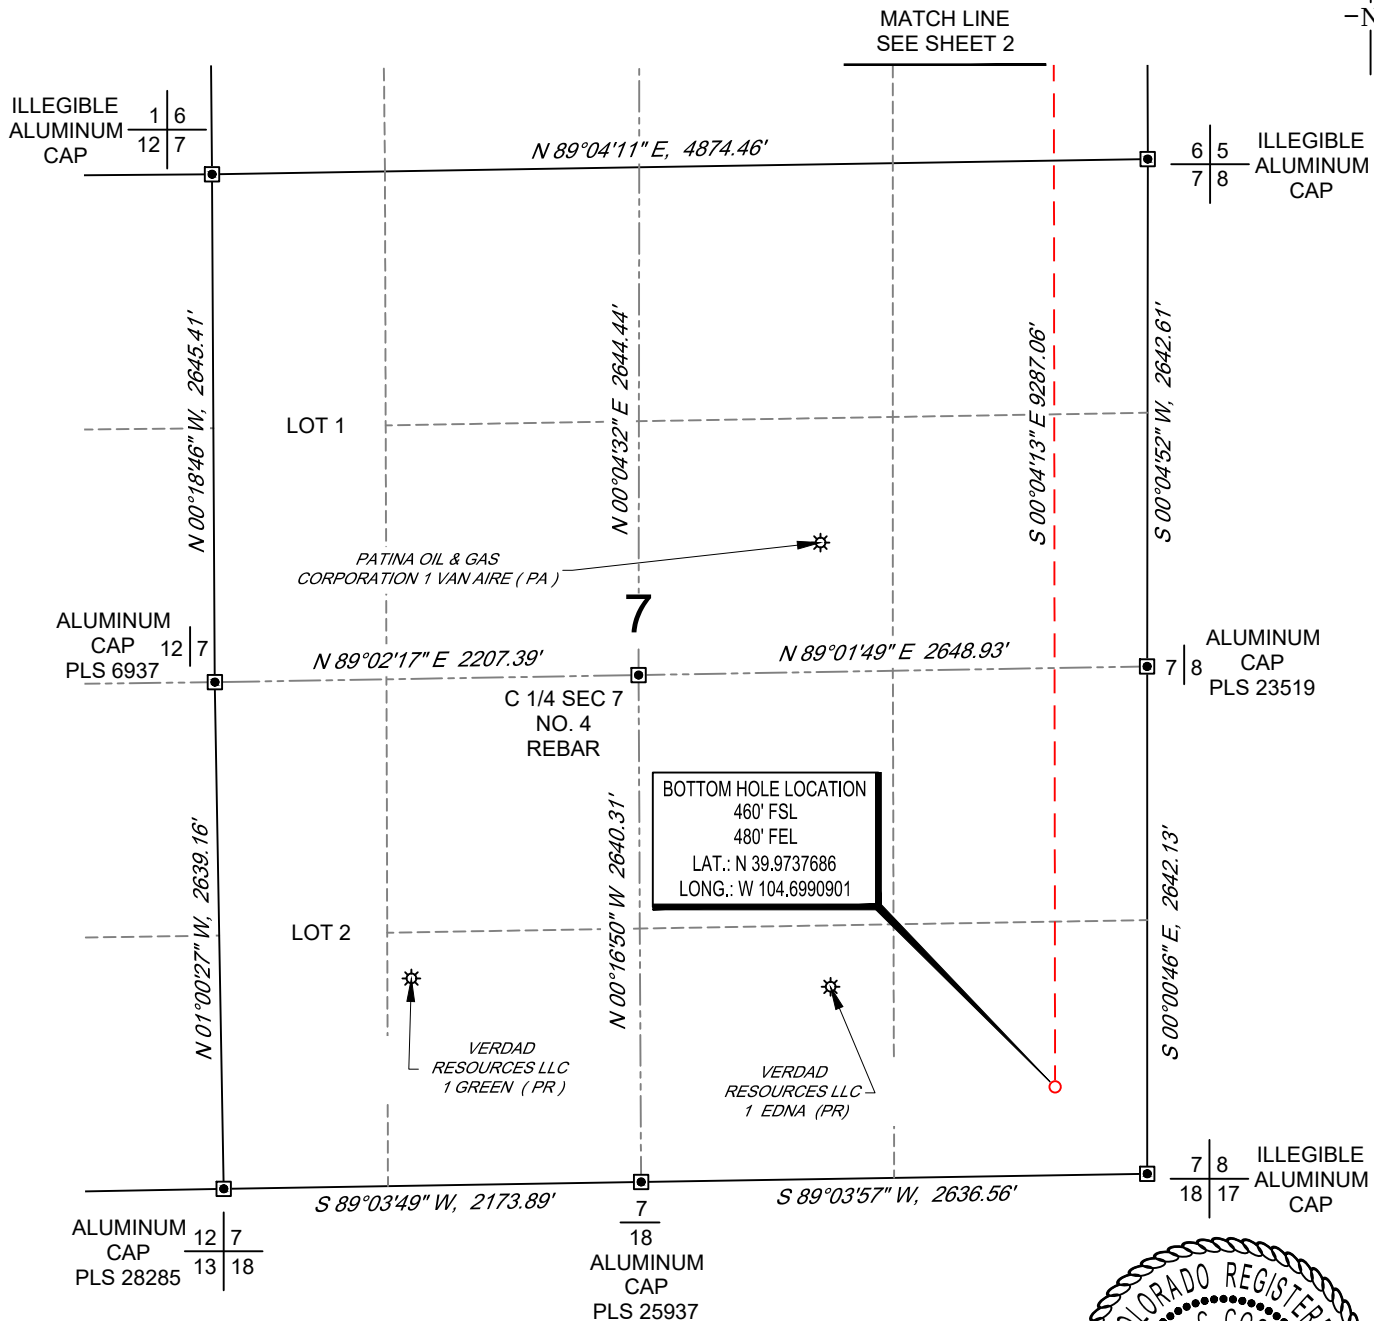 MATCH LINE
SEE SHEET 2
N
ILLEGIBLE
ALUMINUM
CAP
1 6
12 7
N 89°04'11" E, 4874.46'
6 5
7 8
ILLEGIBLE
ALUMINUM
CAP
N 00°18'46" W, 2645.41'
N 00°04'32" E 2644.44'
S 00°04'13" E 9287.06'
S 00°04'52" W, 2642.61'
LOT 1
PATINA OIL & GAS
CORPORATION 1 VAN AIRE ( PA )
7
ALUMINUM
CAP
PLS 6937
12 7
N 89°02'17" E 2207.39'
N 89°01'49" E 2648.93'
7 8
ALUMINUM
CAP
PLS 23519
C 1/4 SEC 7
NO. 4
REBAR
BOTTOM HOLE LOCATION
460' FSL
480' FEL
LAT.: N 39.9737686
LONG.: W 104.6990901
N 01°00'27" W, 2639.16'
N 00°16'50" W 2640.31'
S 00°00'46" E, 2642.13'
LOT 2
VERDAD
RESOURCES LLC
1 GREEN ( PR )
VERDAD
RESOURCES LLC
1 EDNA (PR)
S 89°03'49" W, 2173.89'
S 89°03'57" W, 2636.56'
7 8
18 17
ILLEGIBLE
ALUMINUM
CAP
ALUMINUM
CAP
PLS 28285
12 7
13 18
7
18
ALUMINUM
CAP
PLS 25937
OLORADO REGISTER